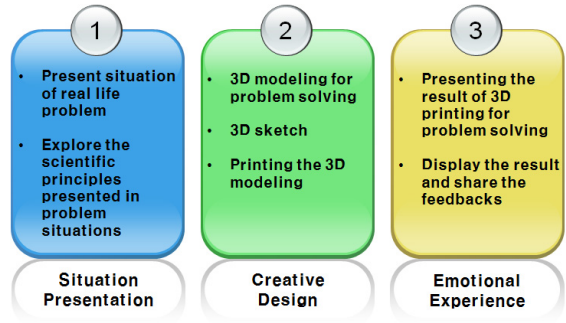 1
• Present situation
of real life
problem
• Explore the
scientific
principles
presented in
problem
situations
Situation
Presentation
2
• 3D modeling for
problem solving
• 3D sketch
• Printing the 3D
modeling
Creative
Design
3
• Presenting the
result of 3D
printing for
problem solving
• Display the result
and share the
feedbacks
Emotional
Experience